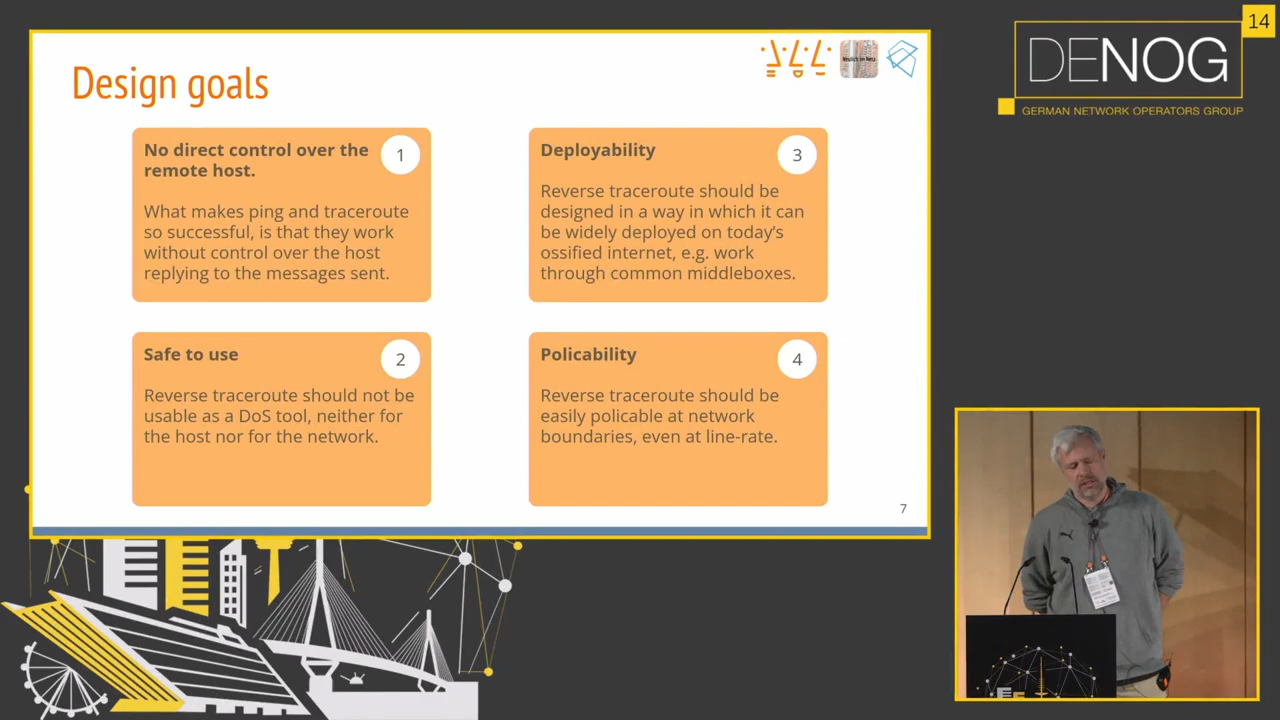 14
DENOG
GERMAN NETWORK OPERATORS GROUP
Design goals
No direct control over the
remote host.
1
What makes ping and traceroute
so successful, is that they work
without control over the host
replying to the messages sent.
Safe to use
2
Reverse traceroute should not be
usable as a DoS tool, neither for
the host nor for the network.
Deployability
3
Reverse traceroute should be
designed in a way in which it can
be widely deployed on today's
ossified internet, e.g. work
through common middleboxes.
Policability
4
Reverse traceroute should be
easily policable at network
boundaries, even at line-rate.
7